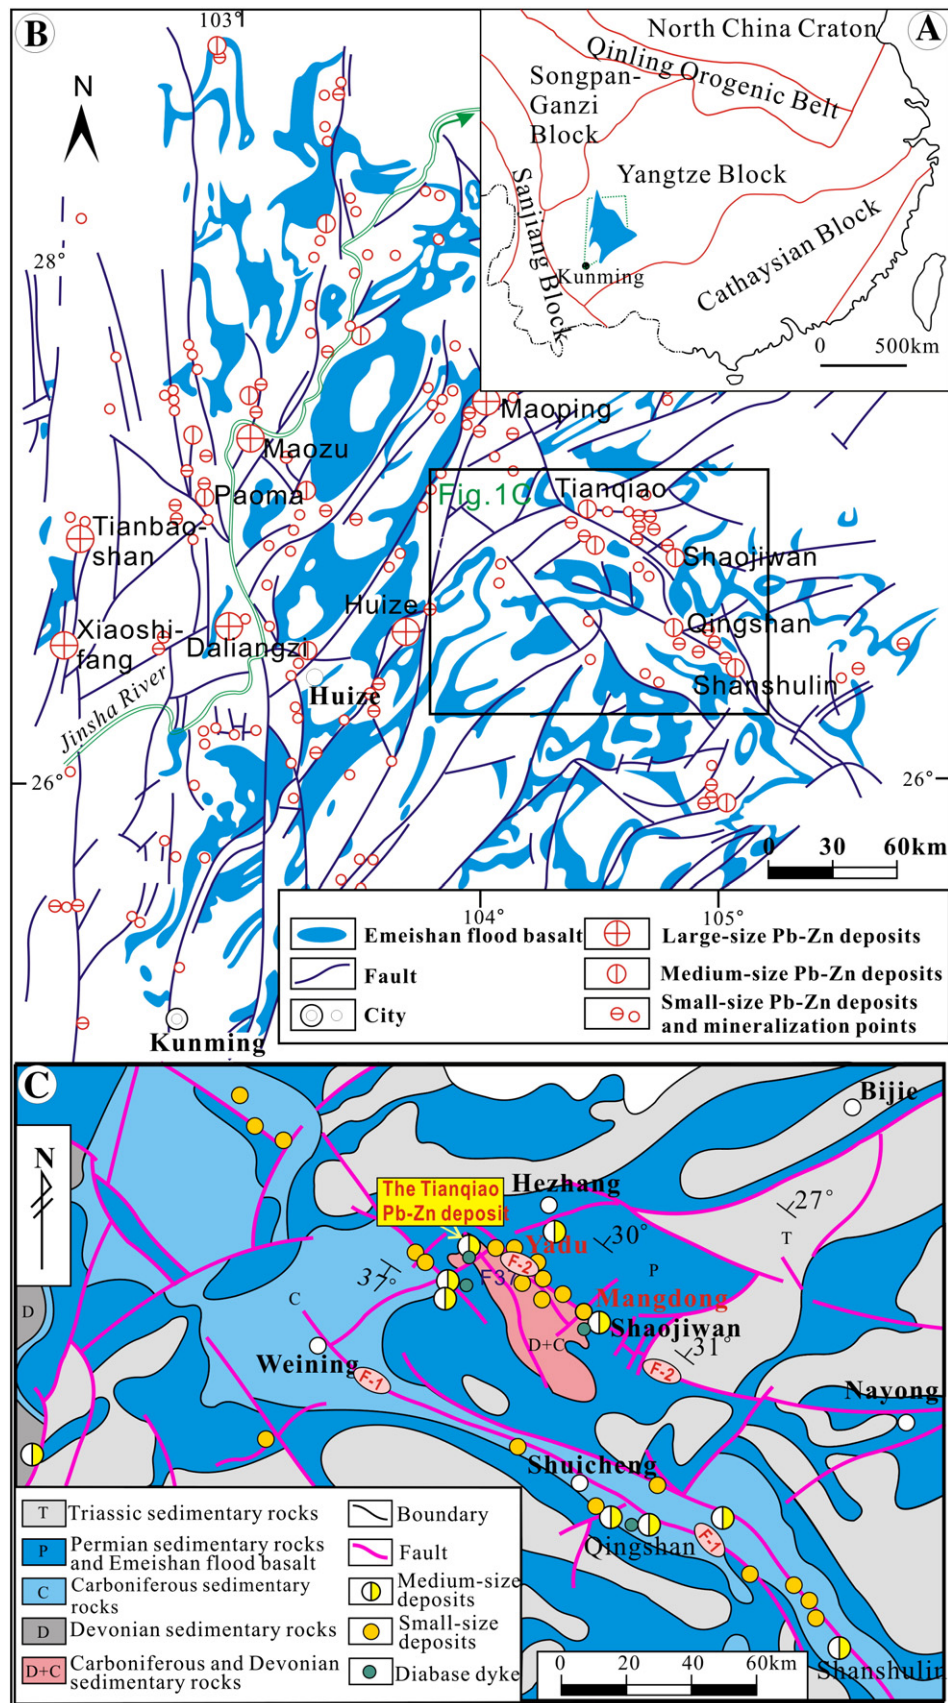 B
103°
N
28°
A
North China Craton
Qinling Orogenic Belt
Songpan-
Ganzi
Block
Yangtze Block
Sanjiang Block
Cathaysian Block
Kunming
0 500km
Maoping
Maozu
Fig.1C
Tianqiao
Paoma
Tianbao-
shan
Shaojiwan
Huize
Qingshan
Xiaoshi-
fang
Daliangzi
Shanshulin
Huize
Jinsha River
26°
26°
0 30 60km
104°
105°
Emeishan flood basalt
Large-size Pb-Zn deposits
Fault
Medium-size Pb-Zn deposits
City
Small-size Pb-Zn deposits
and mineralization points
Kunming
C
Bijie
N
The Tianqiao
Pb-Zn deposit
Hezhang
27°
30°
T
Yadu
F-2
P
37°
F3
C
Mangdong
D
Shaojiwan
D+C
31°
Weining
F-1
F-2
Nayong
Shuicheng
Qingshan
F-1
Shanshulin
T
Triassic sedimentary rocks
Boundary
P
Permian sedimentary rocks
and Emeishan flood basalt
Fault
C
Carboniferous sedimentary
rocks
Medium-size
deposits
D
Devonian sedimentary rocks
Small-size
deposits
D+C
Carboniferous and Devonian
sedimentary rocks
Diabase dyke
0 20 40 60km